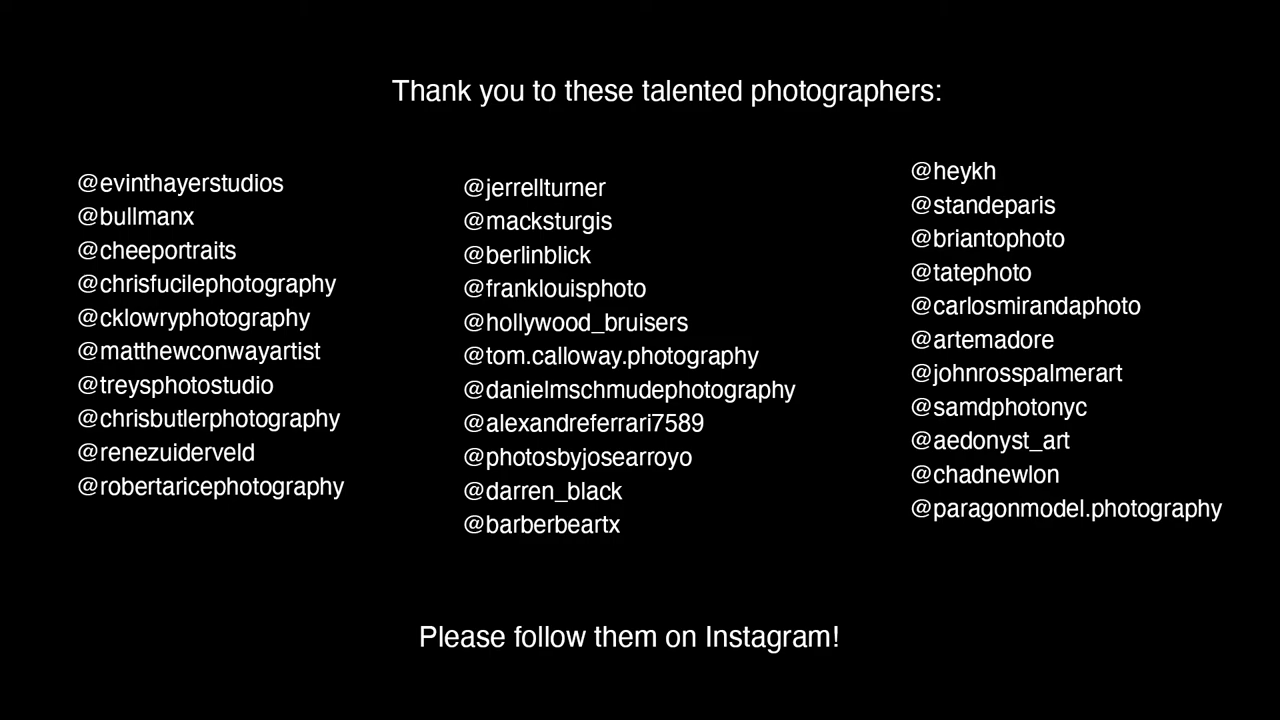 Thank you to these talented photographers:
@evinthayerstudios
@bullmanx
@cheeportraits
@chrisfucilephotography
@cklowryphotography
@matthewconwayartist
@treysphotostudio
@chrisbutlerphotography
@renezuiderveld
@robertaricephotography
@jerrellturner
@macksturgis
@berlinblick
@franklouisphoto
@hollywood_bruisers
@tom.calloway.photography
@danielmschmudephotography
@alexandreferrari7589
@photosbyjosearroyo
@darren_black
@barberbeartx
@heykh
@standeparis
@briantophoto
@tatephoto
@carlosmirandaphoto
@artemadore
@johnrosspalmerart
@samdphotonyc
@aedonyst_art
@chadnewlon
@paragonmodel.photography
Please follow them on Instagram!